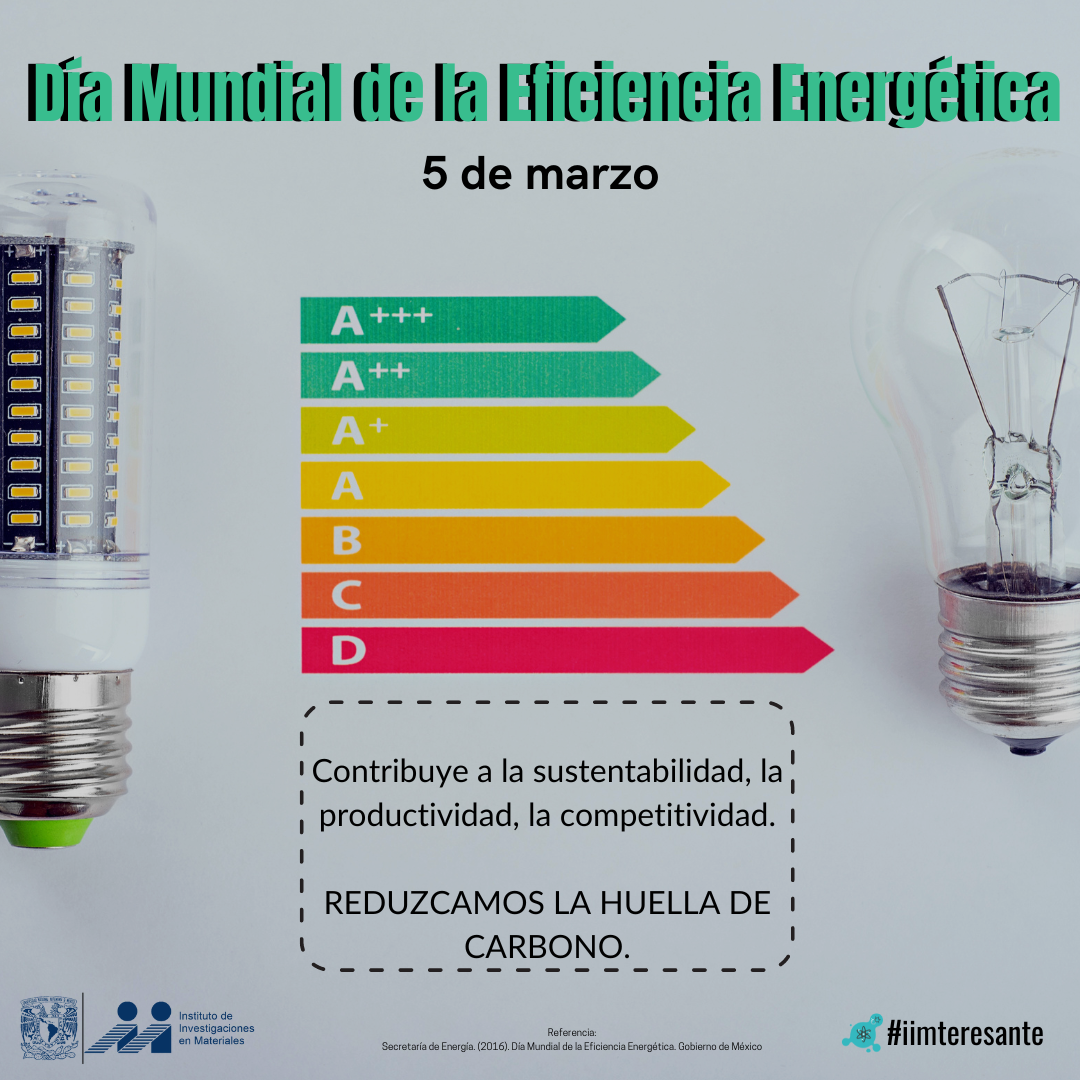 Día Mundial de la Eficiencia Energética
5 de marzo
A+++
A++
A+
A
B
C
D
Contribuye a la sustentabilidad, la
productividad, la competitividad.
REDUZCAMOS LA HUELLA DE
CARBONO.
Instituto de
Investigaciones
en Materiales
Referencia:
Secretaría de Energía. (2016). Día Mundial de la Eficiencia Energética. Gobierno de México
#iimteresante